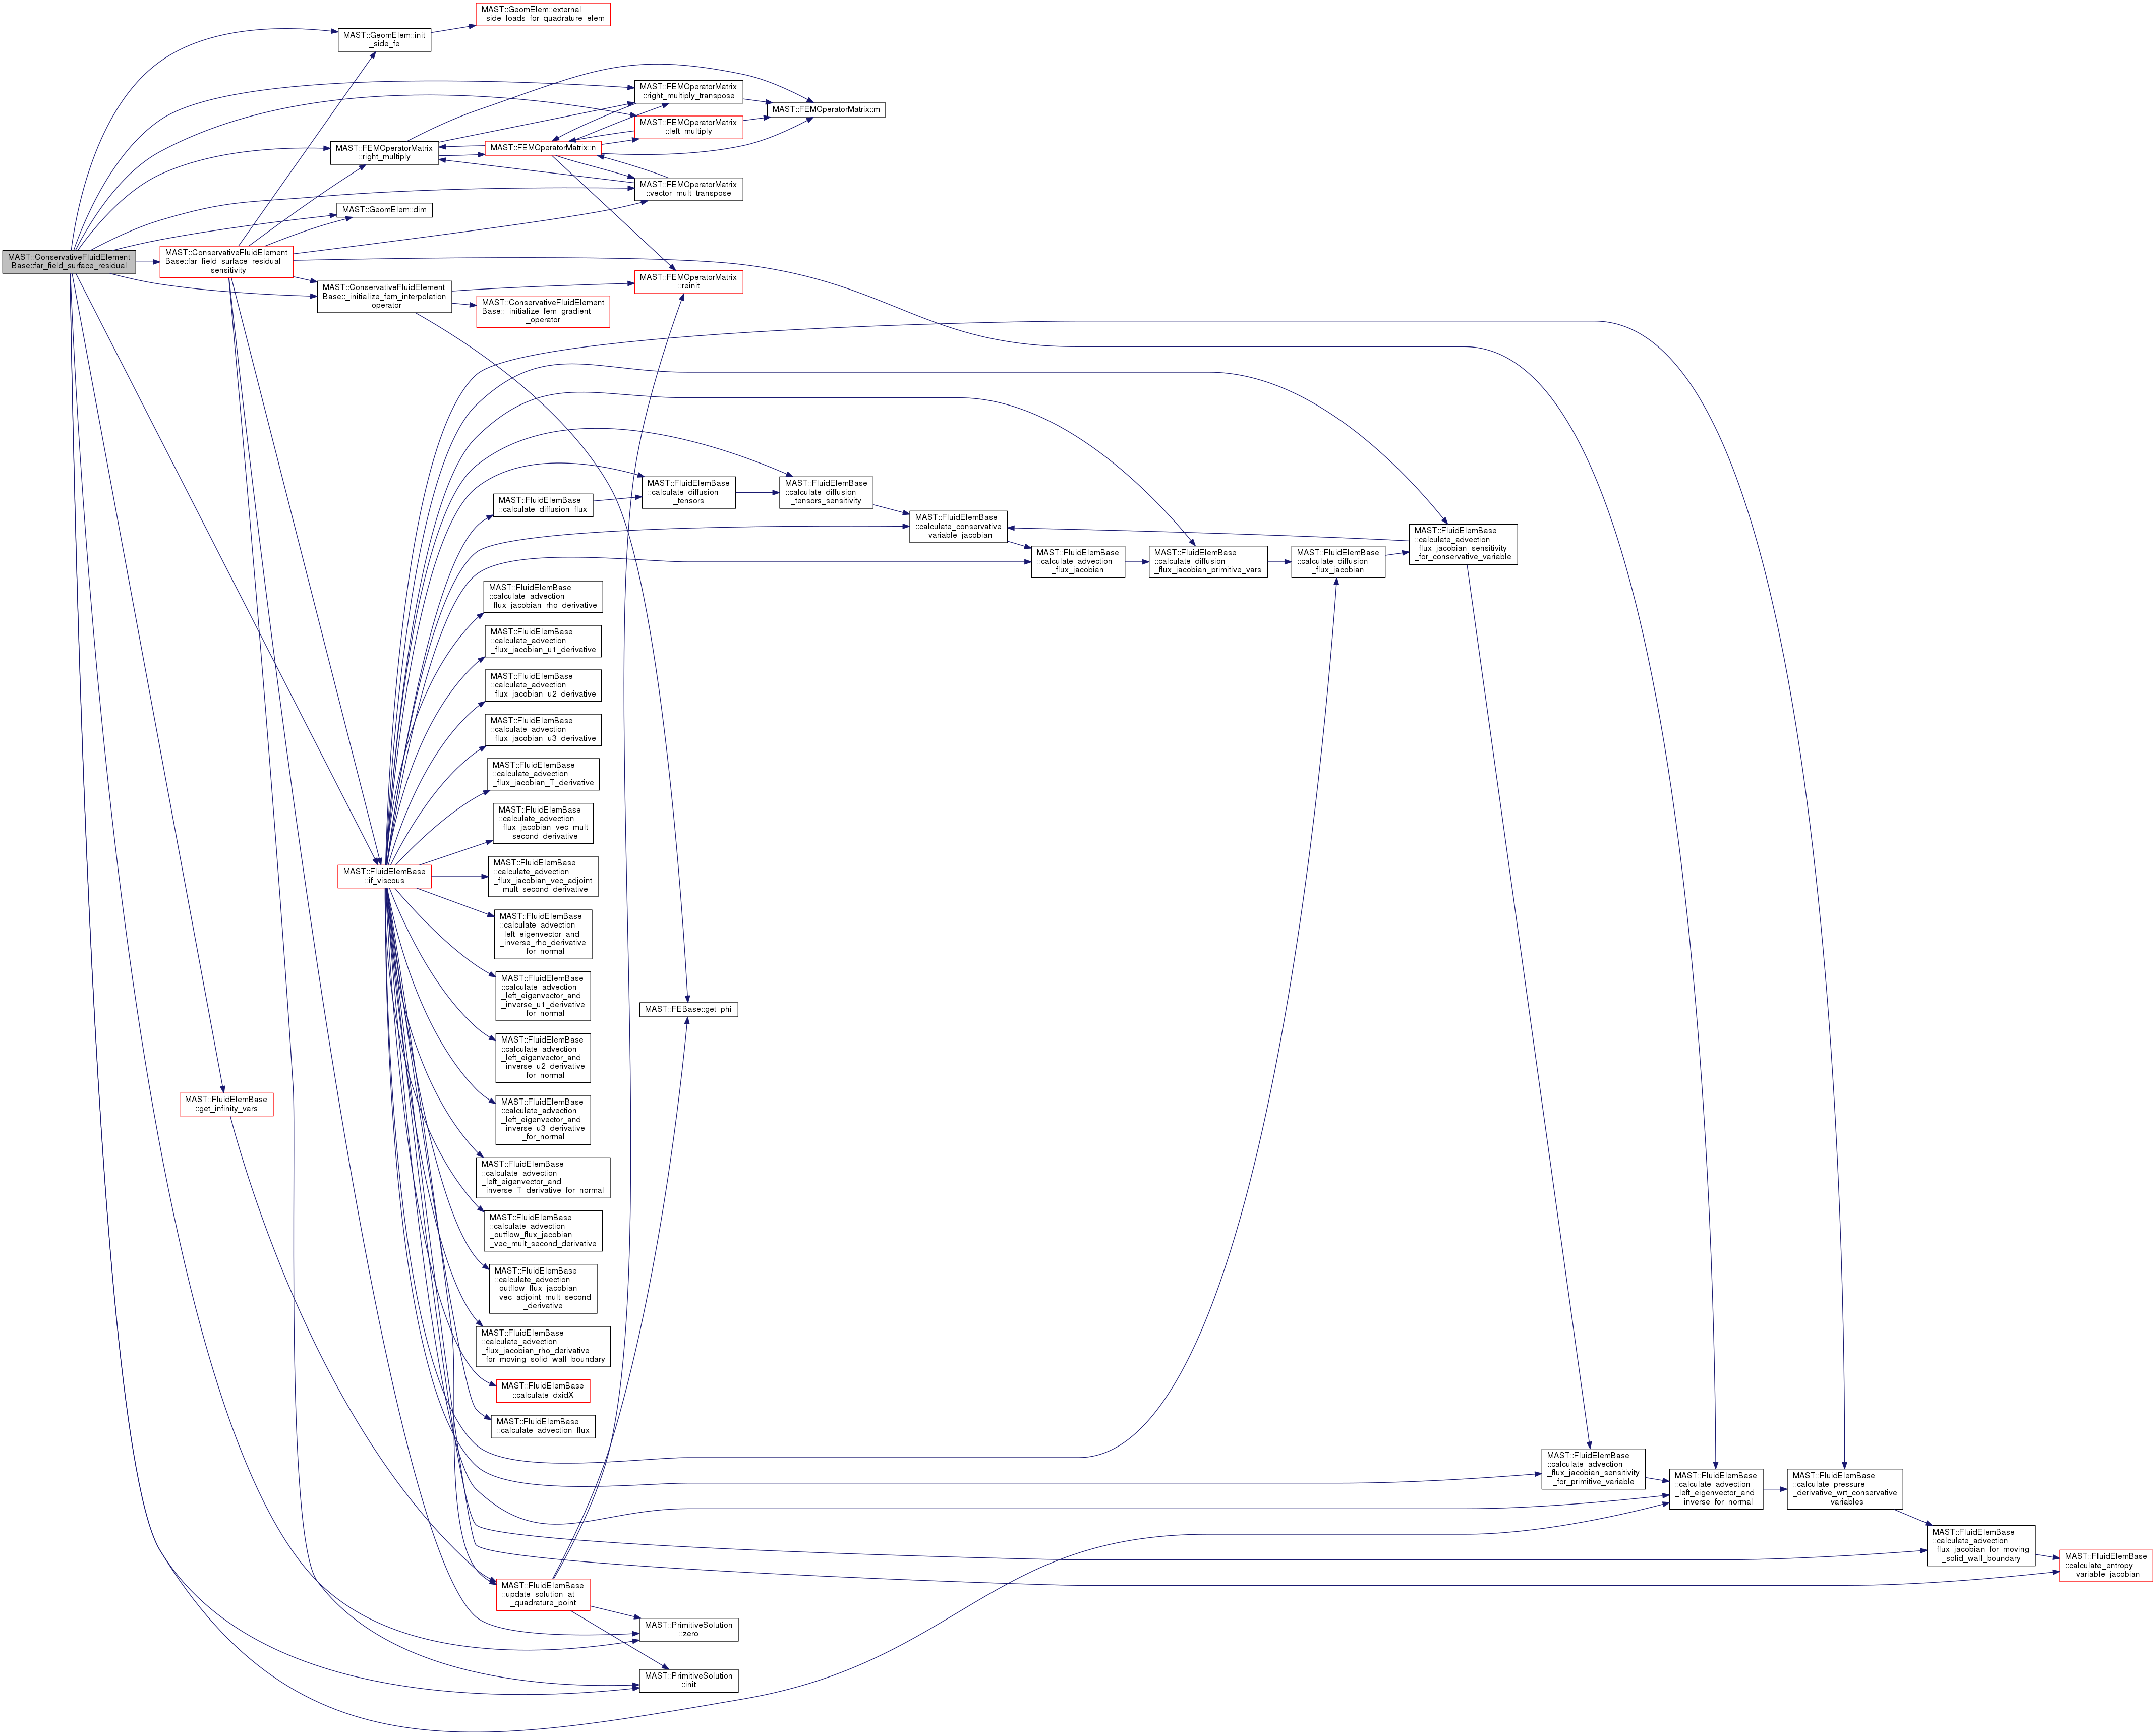 MAST::GeomElem::external
_side_loads_for_quadrature_elem
MAST::GeomElem::init
_side_fe
MAST::FEMOperatorMatrix
::right_multiply_transpose
MAST::FEMOperatorMatrix::m
MAST::FEMOperatorMatrix
::left_multiply
MAST::FEMOperatorMatrix
::right_multiply
MAST::FEMOperatorMatrix::n
MAST::FEMOperatorMatrix
::vector_mult_transpose
MAST::GeomElem::dim
MAST::ConservativeFluidElement
Base::far_field_surface_residual
MAST::ConservativeFluidElement
Base::far_field_surface_residual
_sensitivity
MAST::FEMOperatorMatrix
::reinit
MAST::ConservativeFluidElement
Base::_initialize_fem_interpolation
_operator
MAST::ConservativeFluidElement
Base::_initialize_fem_gradient
_operator
MAST::FluidElemBase
::calculate_diffusion
_tensors
MAST::FluidElemBase
::calculate_diffusion
_tensors_sensitivity
MAST::FluidElemBase
::calculate_diffusion_flux
MAST::FluidElemBase
::calculate_conservative
_variable_jacobian
MAST::FluidElemBase
::calculate_advection
_flux_jacobian_sensitivity
_for_conservative_variable
MAST::FluidElemBase
::calculate_advection
_flux_jacobian
MAST::FluidElemBase
::calculate_diffusion
_flux_jacobian_primitive_vars
MAST::FluidElemBase
::calculate_diffusion
_flux_jacobian
MAST::FluidElemBase
::calculate_advection
_flux_jacobian_rho_derivative
MAST::FluidElemBase
::calculate_advection
_flux_jacobian_u1_derivative
MAST::FluidElemBase
::calculate_advection
_flux_jacobian_u2_derivative
MAST::FluidElemBase
::calculate_advection
_flux_jacobian_u3_derivative
MAST::FluidElemBase
::calculate_advection
_flux_jacobian_T_derivative
MAST::FluidElemBase
::calculate_advection
_flux_jacobian_vec_mult
_second_derivative
MAST::FluidElemBase
::if_viscous
MAST::FluidElemBase
::calculate_advection
_flux_jacobian_vec_adjoint
_mult_second_derivative
MAST::FluidElemBase
::calculate_advection
_left_eigenvector_and
_inverse_rho_derivative
_for_normal
MAST::FluidElemBase
::calculate_advection
_left_eigenvector_and
_inverse_u1_derivative
_for_normal
MAST::FEBase::get_phi
MAST::FluidElemBase
::calculate_advection
_left_eigenvector_and
_inverse_u2_derivative
_for_normal
MAST::FluidElemBase
::get_infinity_vars
MAST::FluidElemBase
::calculate_advection
_left_eigenvector_and
_inverse_u3_derivative
_for_normal
MAST::FluidElemBase
::calculate_advection
_left_eigenvector_and
_inverse_T_derivative_for_normal
MAST::FluidElemBase
::calculate_advection
_outflow_flux_jacobian
_vec_mult_second_derivative
MAST::FluidElemBase
::calculate_advection
_outflow_flux_jacobian
_vec_adjoint_mult_second
_derivative
MAST::FluidElemBase
::calculate_advection
_flux_jacobian_rho_derivative
_for_moving_solid_wall_boundary
MAST::FluidElemBase
::calculate_dxidX
MAST::FluidElemBase
::calculate_advection_flux
MAST::FluidElemBase
::calculate_advection
_flux_jacobian_sensitivity
_for_primitive_variable
MAST::FluidElemBase
::calculate_advection
_left_eigenvector_and
_inverse_for_normal
MAST::FluidElemBase
::calculate_pressure
_derivative_wrt_conservative
_variables
MAST::FluidElemBase
::calculate_advection
_flux_jacobian_for_moving
_solid_wall_boundary
MAST::FluidElemBase
::calculate_entropy
_variable_jacobian
MAST::FluidElemBase
::update_solution_at
_quadrature_point
MAST::PrimitiveSolution
::zero
MAST::PrimitiveSolution
::init